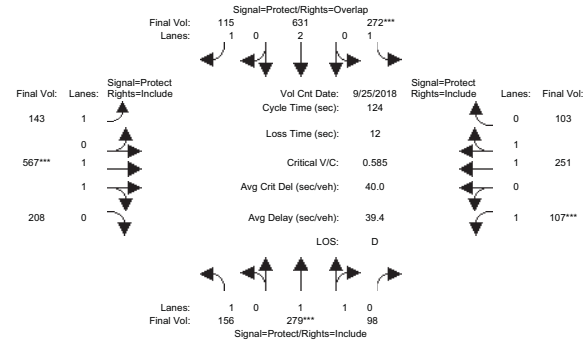 Signal=Protect/Rights=Overlap
Final Vol: 115 631 272***
Lanes: 1 0 2 0 1
Signal=Protect Signal=Protect
Final Vol: Lanes: Rights=Include Vol Cnt Date: 9/25/2018 Rights=Include Lanes: Final Vol:
Cycle Time (sec): 124
143 1 0 103
Loss Time (sec): 12
0 1
567*** 1 Critical V/C: 0.585 1 251
1 Avg Crit Del (sec/veh): 40.0 0
208 0 Avg Delay (sec/veh): 39.4 1 107***
LOS: D
Lanes: 1 0 1 1 0
Final Vol: 156 279*** 98
Signal=Protect/Rights=Include